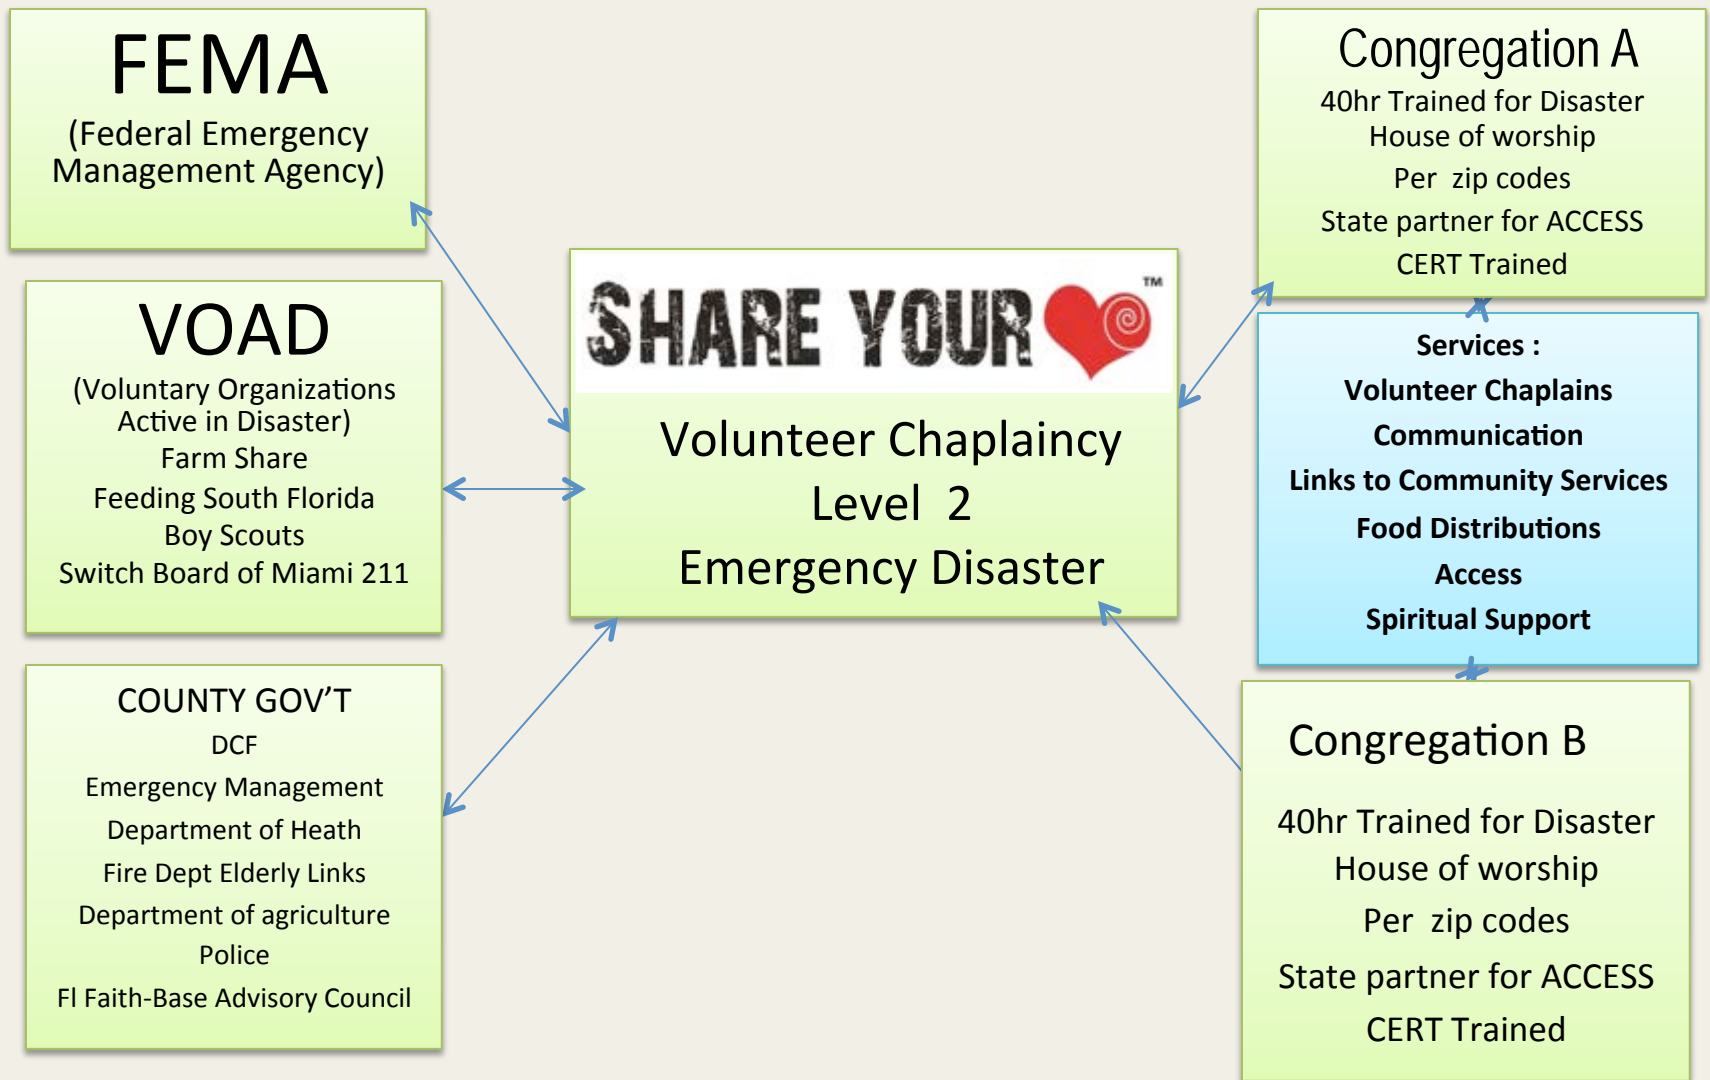 FEMA
(Federal Emergency
Management Agency)
VOAD
(Voluntary Organizations
Active in Disaster)
Farm Share
Feeding South Florida
Boy Scouts
Switch Board of Miami 211
COUNTY GOV’T
DCF
Emergency Management
Department of Heath
Fire Dept Elderly Links
Department of agriculture
Police
Fl Faith-Base Advisory Council
SHARE YOUR ™
Volunteer Chaplaincy
Level 2
Emergency Disaster
Congregation A
40hr Trained for Disaster
House of worship
Per zip codes
State partner for ACCESS
CERT Trained
Services :
Volunteer Chaplains
Communication
Links to Community Services
Food Distributions
Access
Spiritual Support
Congregation B
40hr Trained for Disaster
House of worship
Per zip codes
State partner for ACCESS
CERT Trained